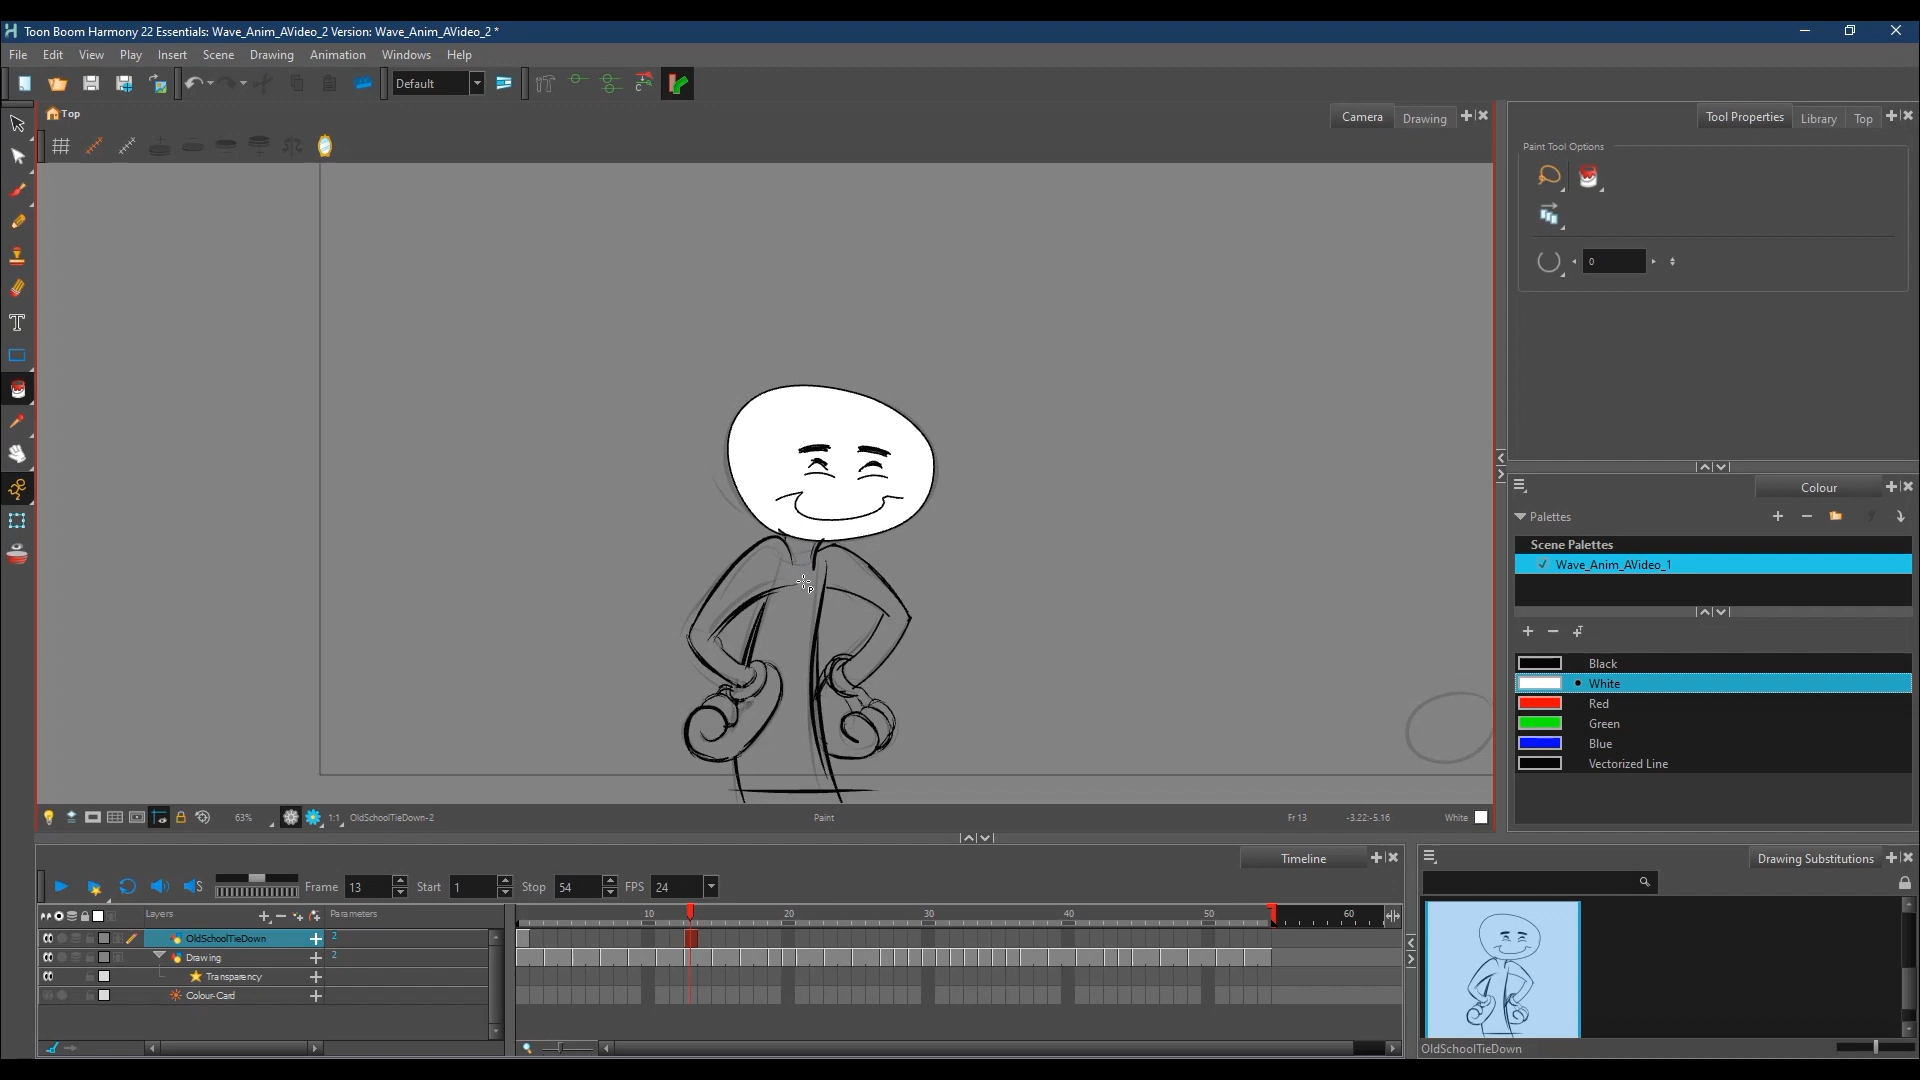 Toon Boom Harmony 22 Essentials: Wave_Anim_AVideo_2 Version: Wave_Anim_AVideo_2 *
File Edit View Play Insert Scene Drawing Animation Windows Help
Default
Top
Camera Drawing
Tool Properties Library Top
Paint Tool Options
0
Colour
Palettes
Scene Palettes
Wave_Anim_AVideo_1
Black
White
Red
Green
Blue
Vectorized Line
63% 1:1 OldSchoolTieDown-2 Paint Fr 13 -3.22:-5.16 White
Timeline
Drawing Substitutions
Frame 13 Start 1 Stop 54 FPS 24
Layers Parameters 10 20 30 40 50 60
OldSchoolTieDown 2
Drawing 2
Transparency
Colour-Card
OldSchoolTieDown